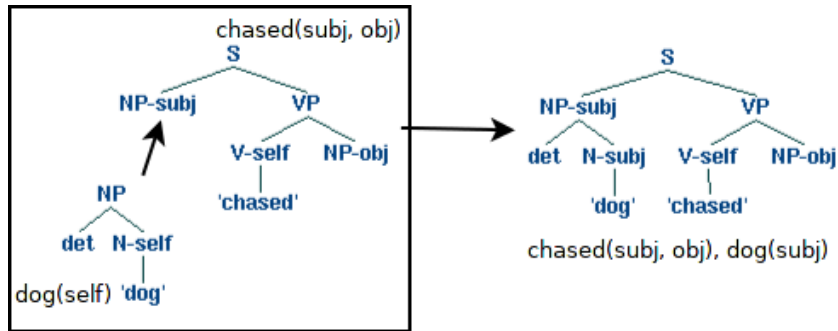 chased(subj, obj)
S
NP-subj VP
V-self NP-obj
'chased'
NP
det N-self
dog(self) 'dog'
S
NP-subj VP
det N-subj V-self NP-obj
'dog' 'chased'
chased(subj, obj), dog(subj)